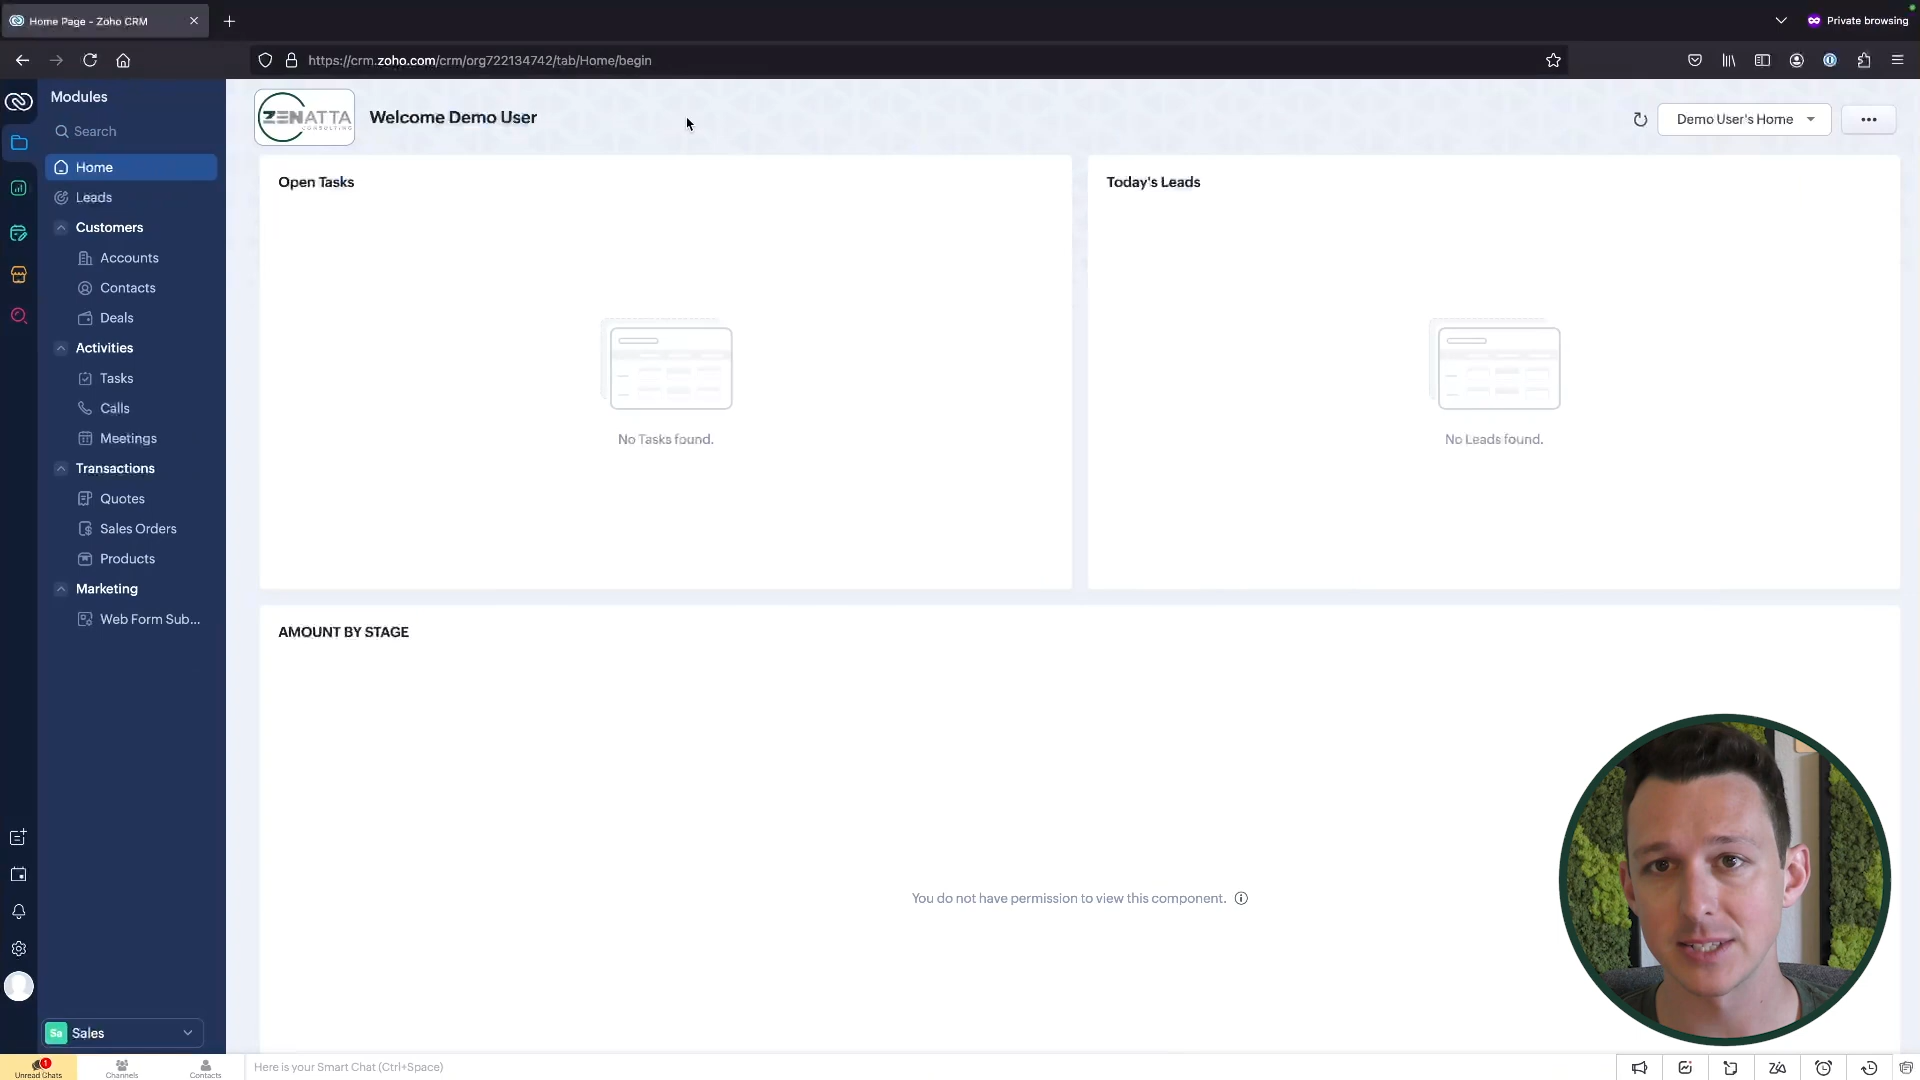 Home Page - Zoho CRM
Private browsing
https://crm.zoho.com/crm/org722134742/tab/Home/begin
Modules
Search
Home
Leads
Customers
Accounts
Contacts
Deals
Activities
Tasks
Calls
Meetings
Transactions
Quotes
Sales Orders
Products
Marketing
Web Form Sub...
Sa Sales
ZENATTA
CONSULTING
Welcome Demo User
Demo User's Home
Open Tasks
No Tasks found.
Today's Leads
No Leads found.
AMOUNT BY STAGE
You do not have permission to view this component.
1
Unread Chats
Channels
Contacts
Here is your Smart Chat (Ctrl+Space)